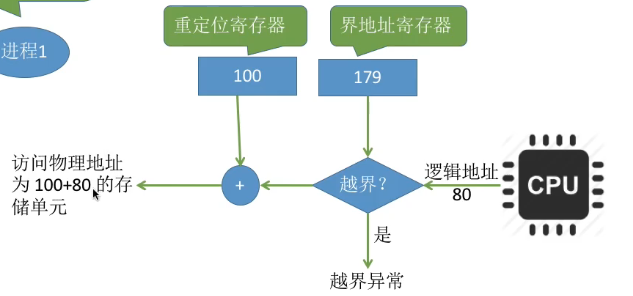 重定位寄存器
界地址寄存器
进程1
100
179
访问物理地址
为 100+80 的存
储单元
+
越界？
逻辑地址
80
CPU
是
越界异常